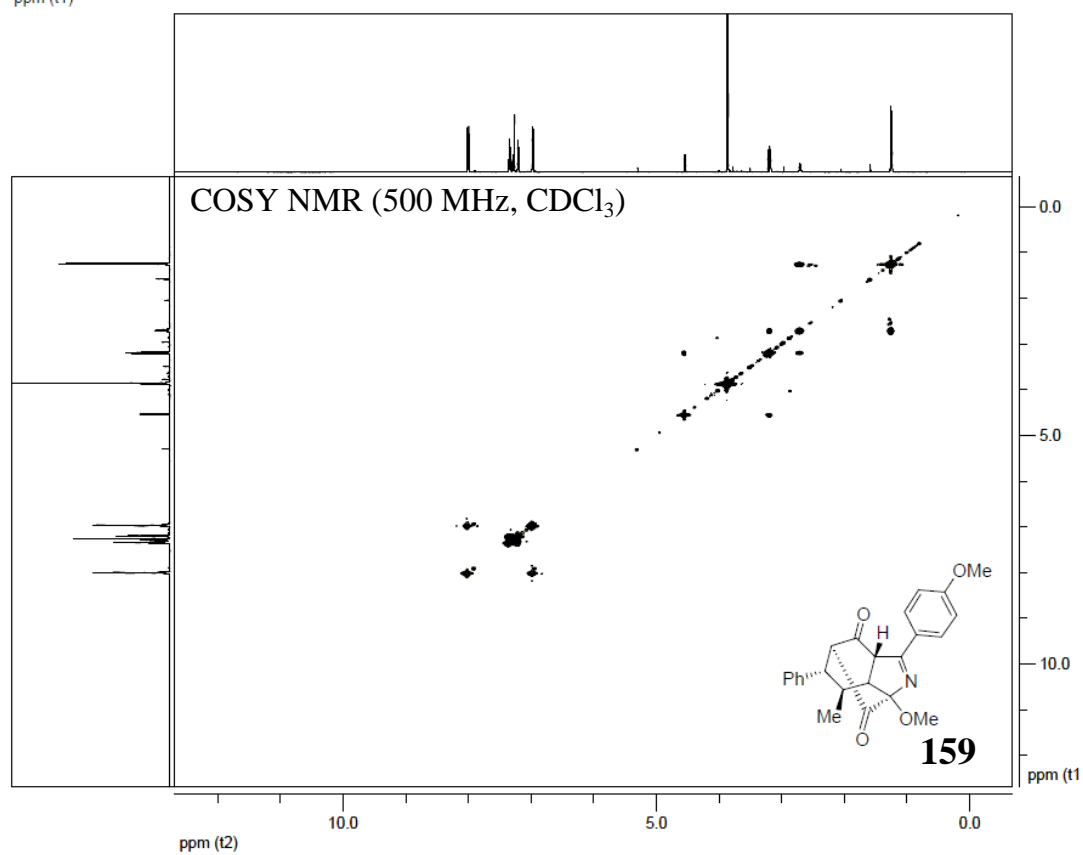 ppm (t1)
COSY NMR (500 MHz, CDCl₃)
0.0
5.0
10.0
ppm (t1
OMe
O
H
Ph
N
Me
OMe
O
159
10.0
5.0
0.0
ppm (t2)